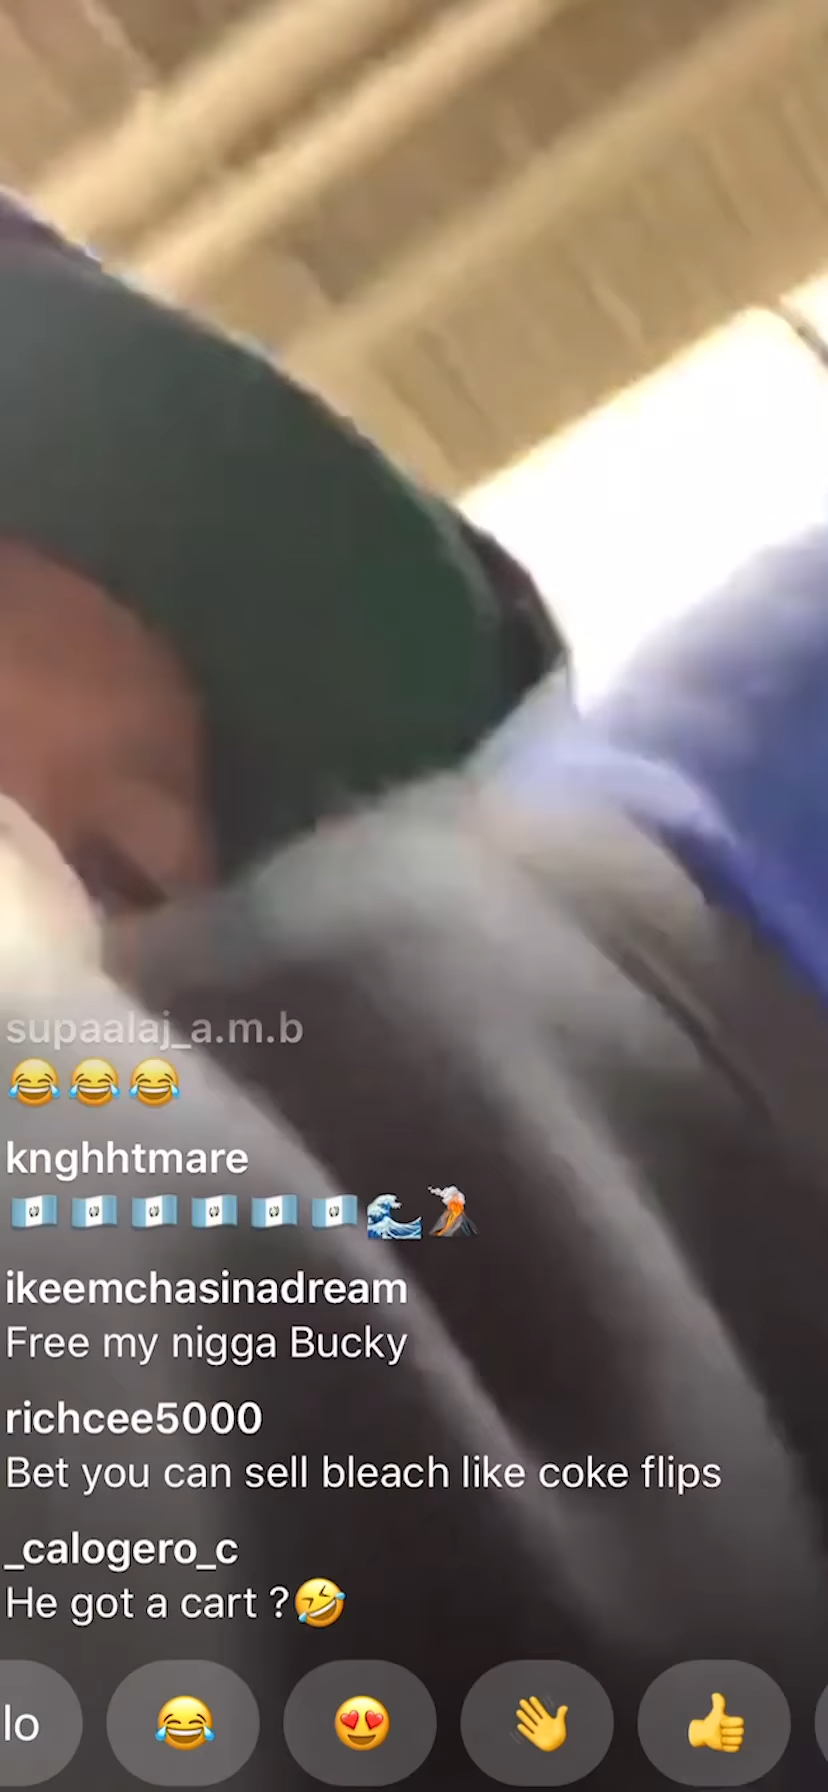 supaalaj_a.m.b
😂😂😂
knghhtmare
🇬🇹🇬🇹🇬🇹🇬🇹🇬🇹🇬🇹🌊🌋
ikeemchasinadream
Free my nigga Bucky
richcee5000
Bet you can sell bleach like coke flips
_calogero_c
He got a cart ?🤣
lo 😂 😍 👋 👍